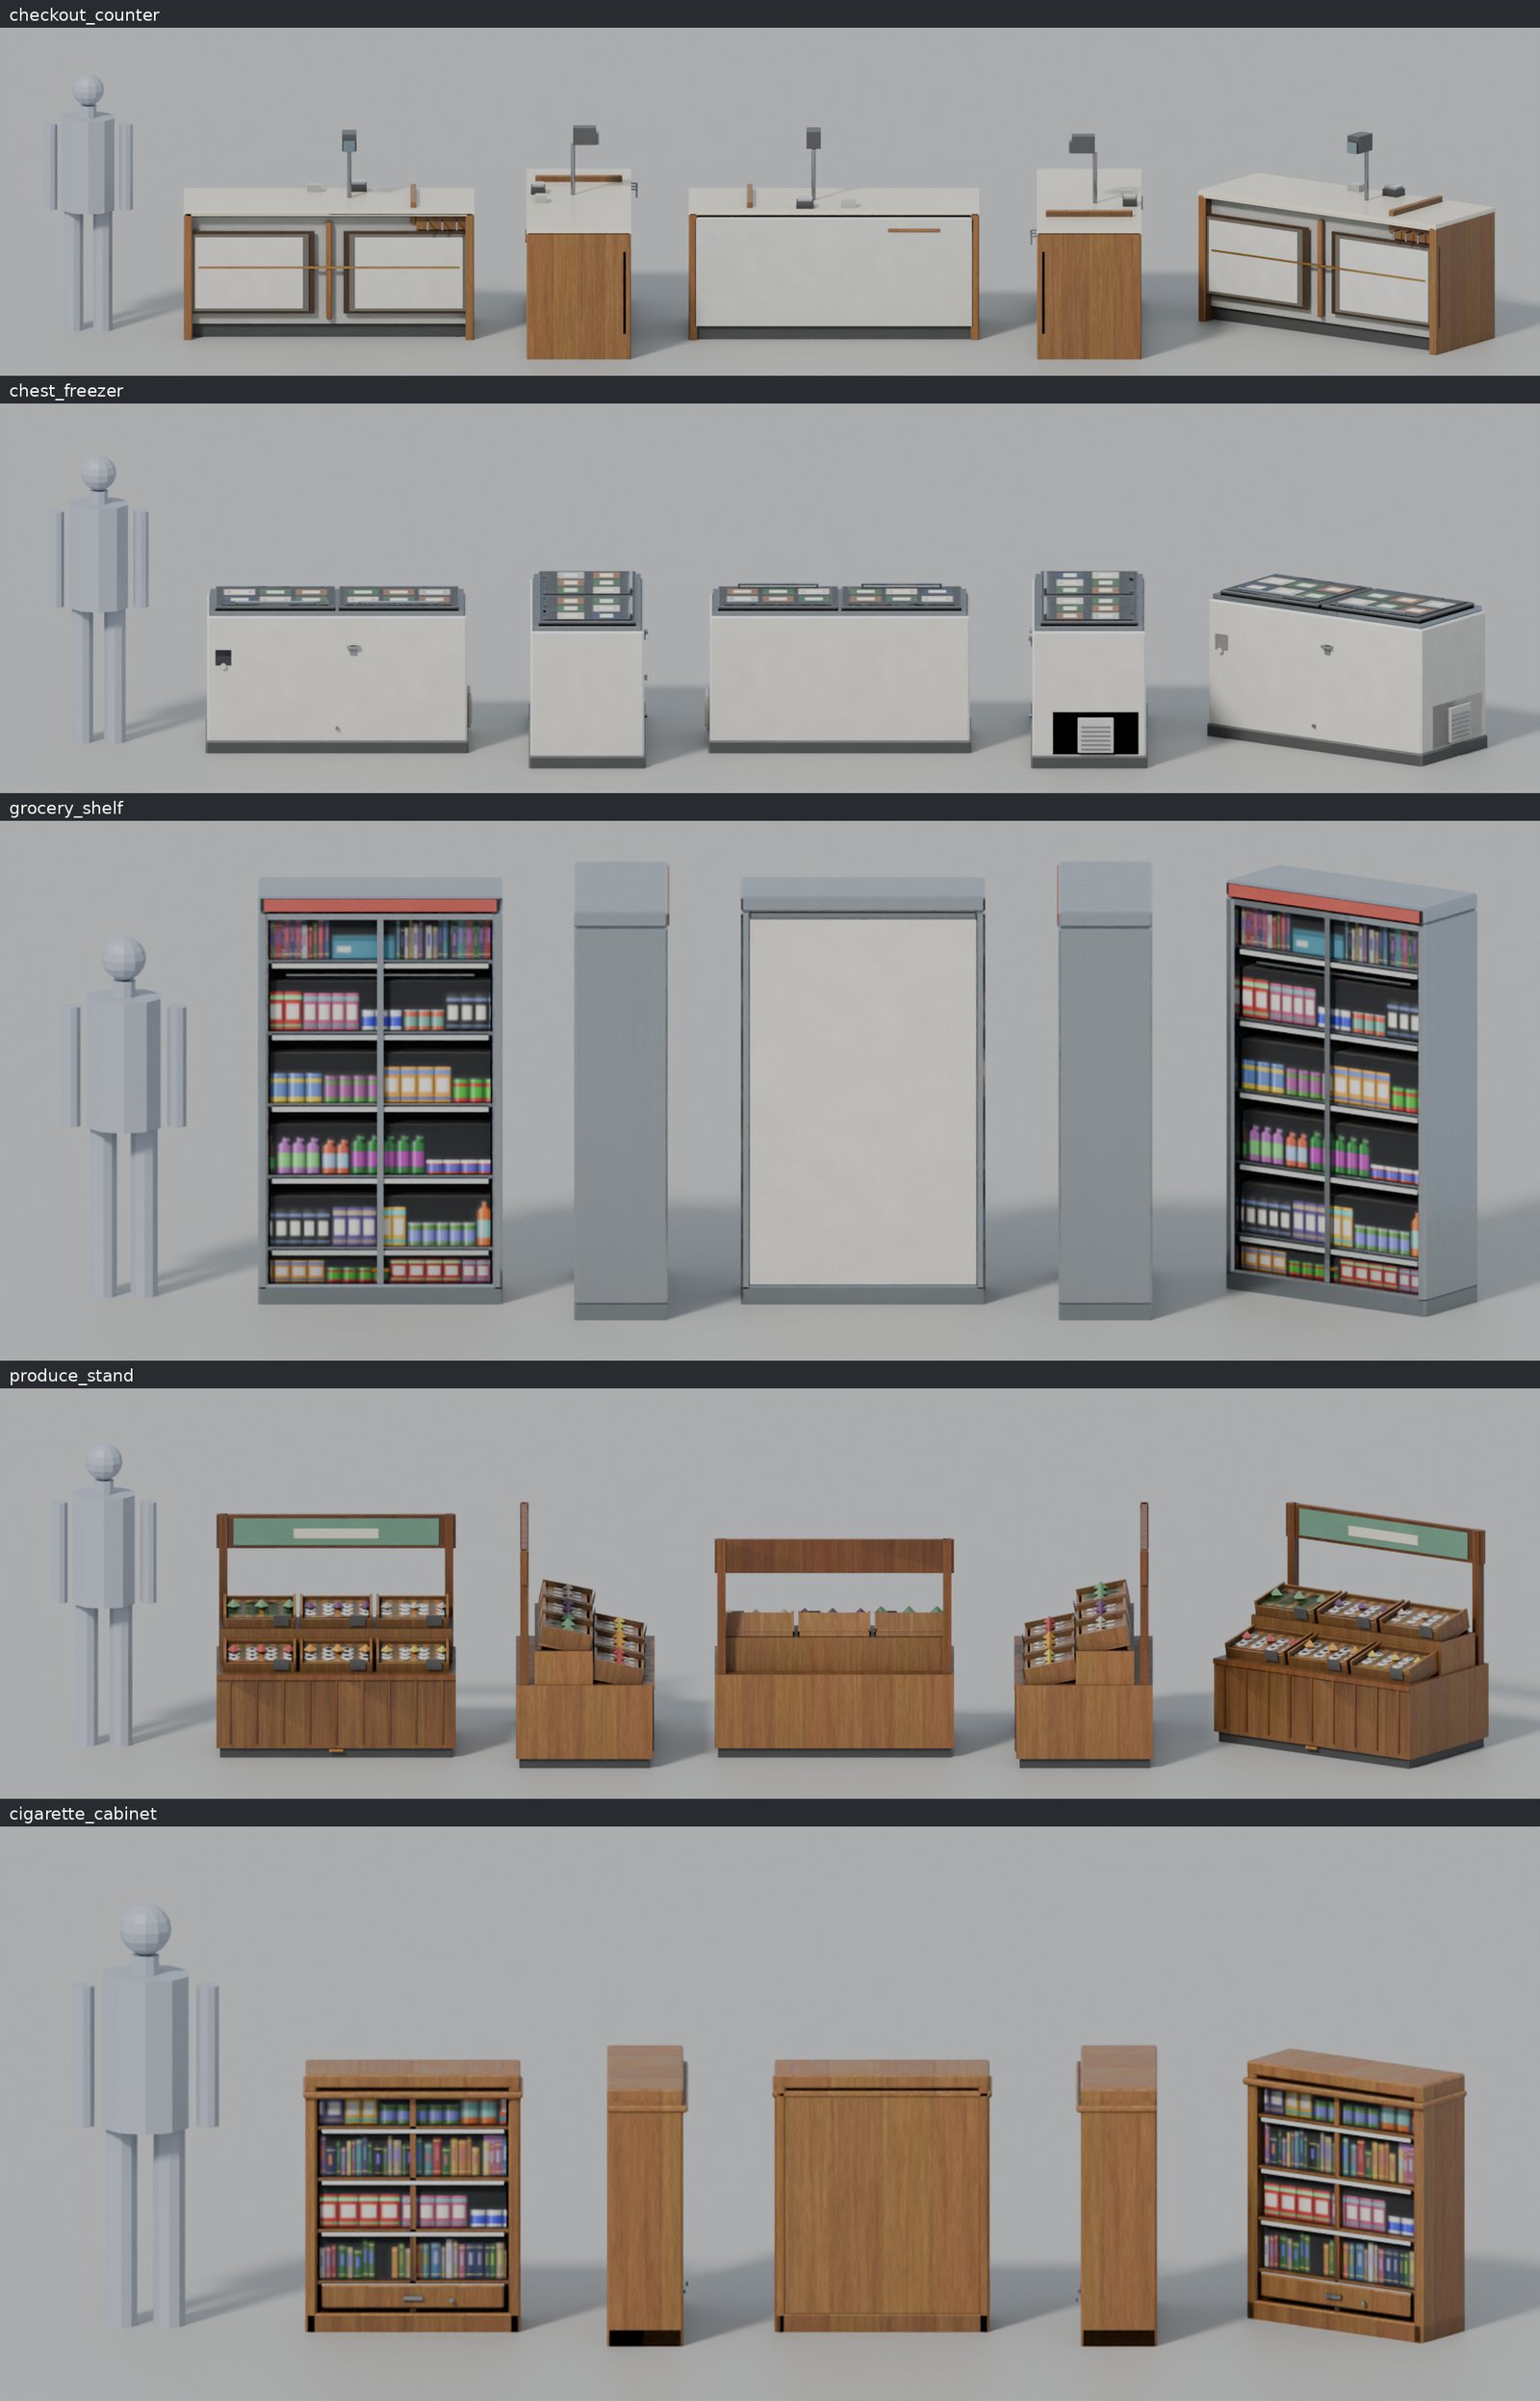 checkout_counter
chest_freezer
grocery_shelf
produce_stand
cigarette_cabinet